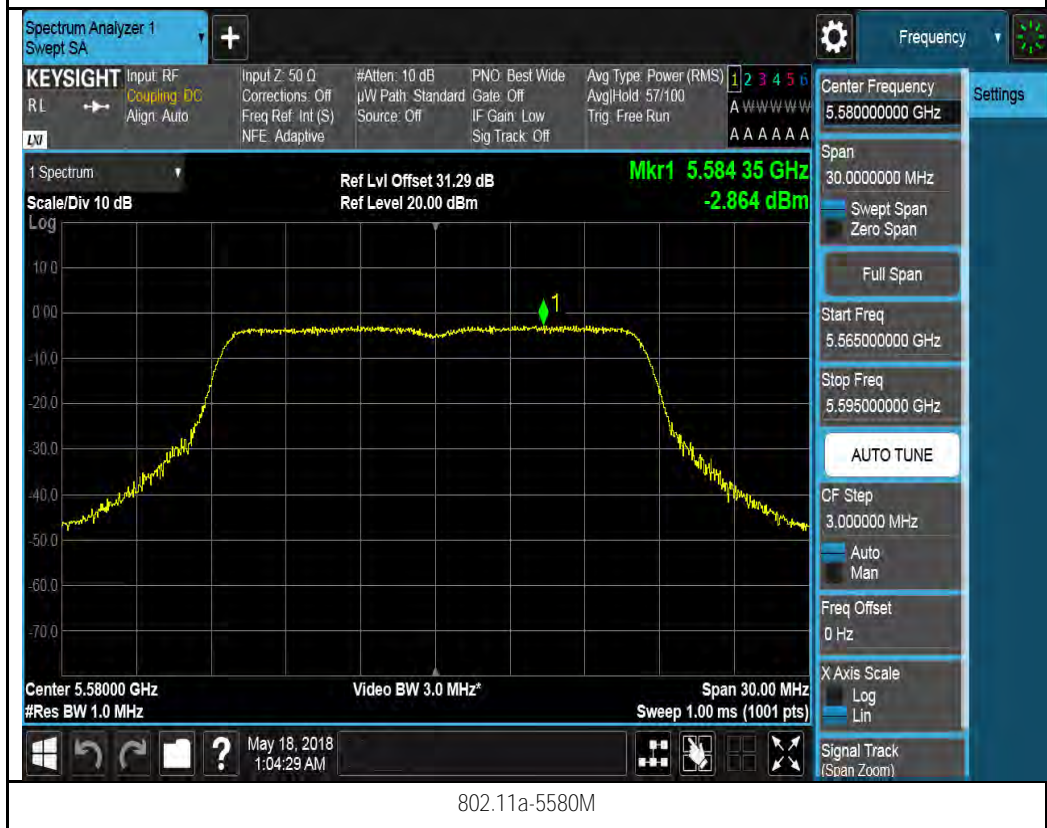 Spectrum Analyzer 1
Swept SA
+
Frequency
KEYSIGHT
RL
LXI
Input: RF
Coupling: DC
Align: Auto
Input Z: 50 Ω
Corrections: Off
Freq Ref: Int (S)
NFE: Adaptive
#Atten: 10 dB
µW Path: Standard
Source: Off
PNO: Best Wide
Gate: Off
IF Gain: Low
Sig Track: Off
Avg Type: Power (RMS)
Avg|Hold: 57/100
Trig: Free Run
1 2 3 4 5 6
A W W W W W
A A A A A A
1 Spectrum
Scale/Div 10 dB
Log
Ref Lvl Offset 31.29 dB
Ref Level 20.00 dBm
Mkr1 5.584 35 GHz
-2.864 dBm
10.0
0.00
-10.0
-20.0
-30.0
-40.0
-50.0
-60.0
-70.0
1
Center 5.58000 GHz
#Res BW 1.0 MHz
Video BW 3.0 MHz*
Span 30.00 MHz
Sweep 1.00 ms (1001 pts)
?
May 18, 2018
1:04:29 AM
Center Frequency
5.580000000 GHz
Settings
Span
30.0000000 MHz
Swept Span
Zero Span
Full Span
Start Freq
5.565000000 GHz
Stop Freq
5.595000000 GHz
AUTO TUNE
CF Step
3.000000 MHz
Auto
Man
Freq Offset
0 Hz
X Axis Scale
Log
Lin
Signal Track
(Span Zoom)
802.11a-5580M